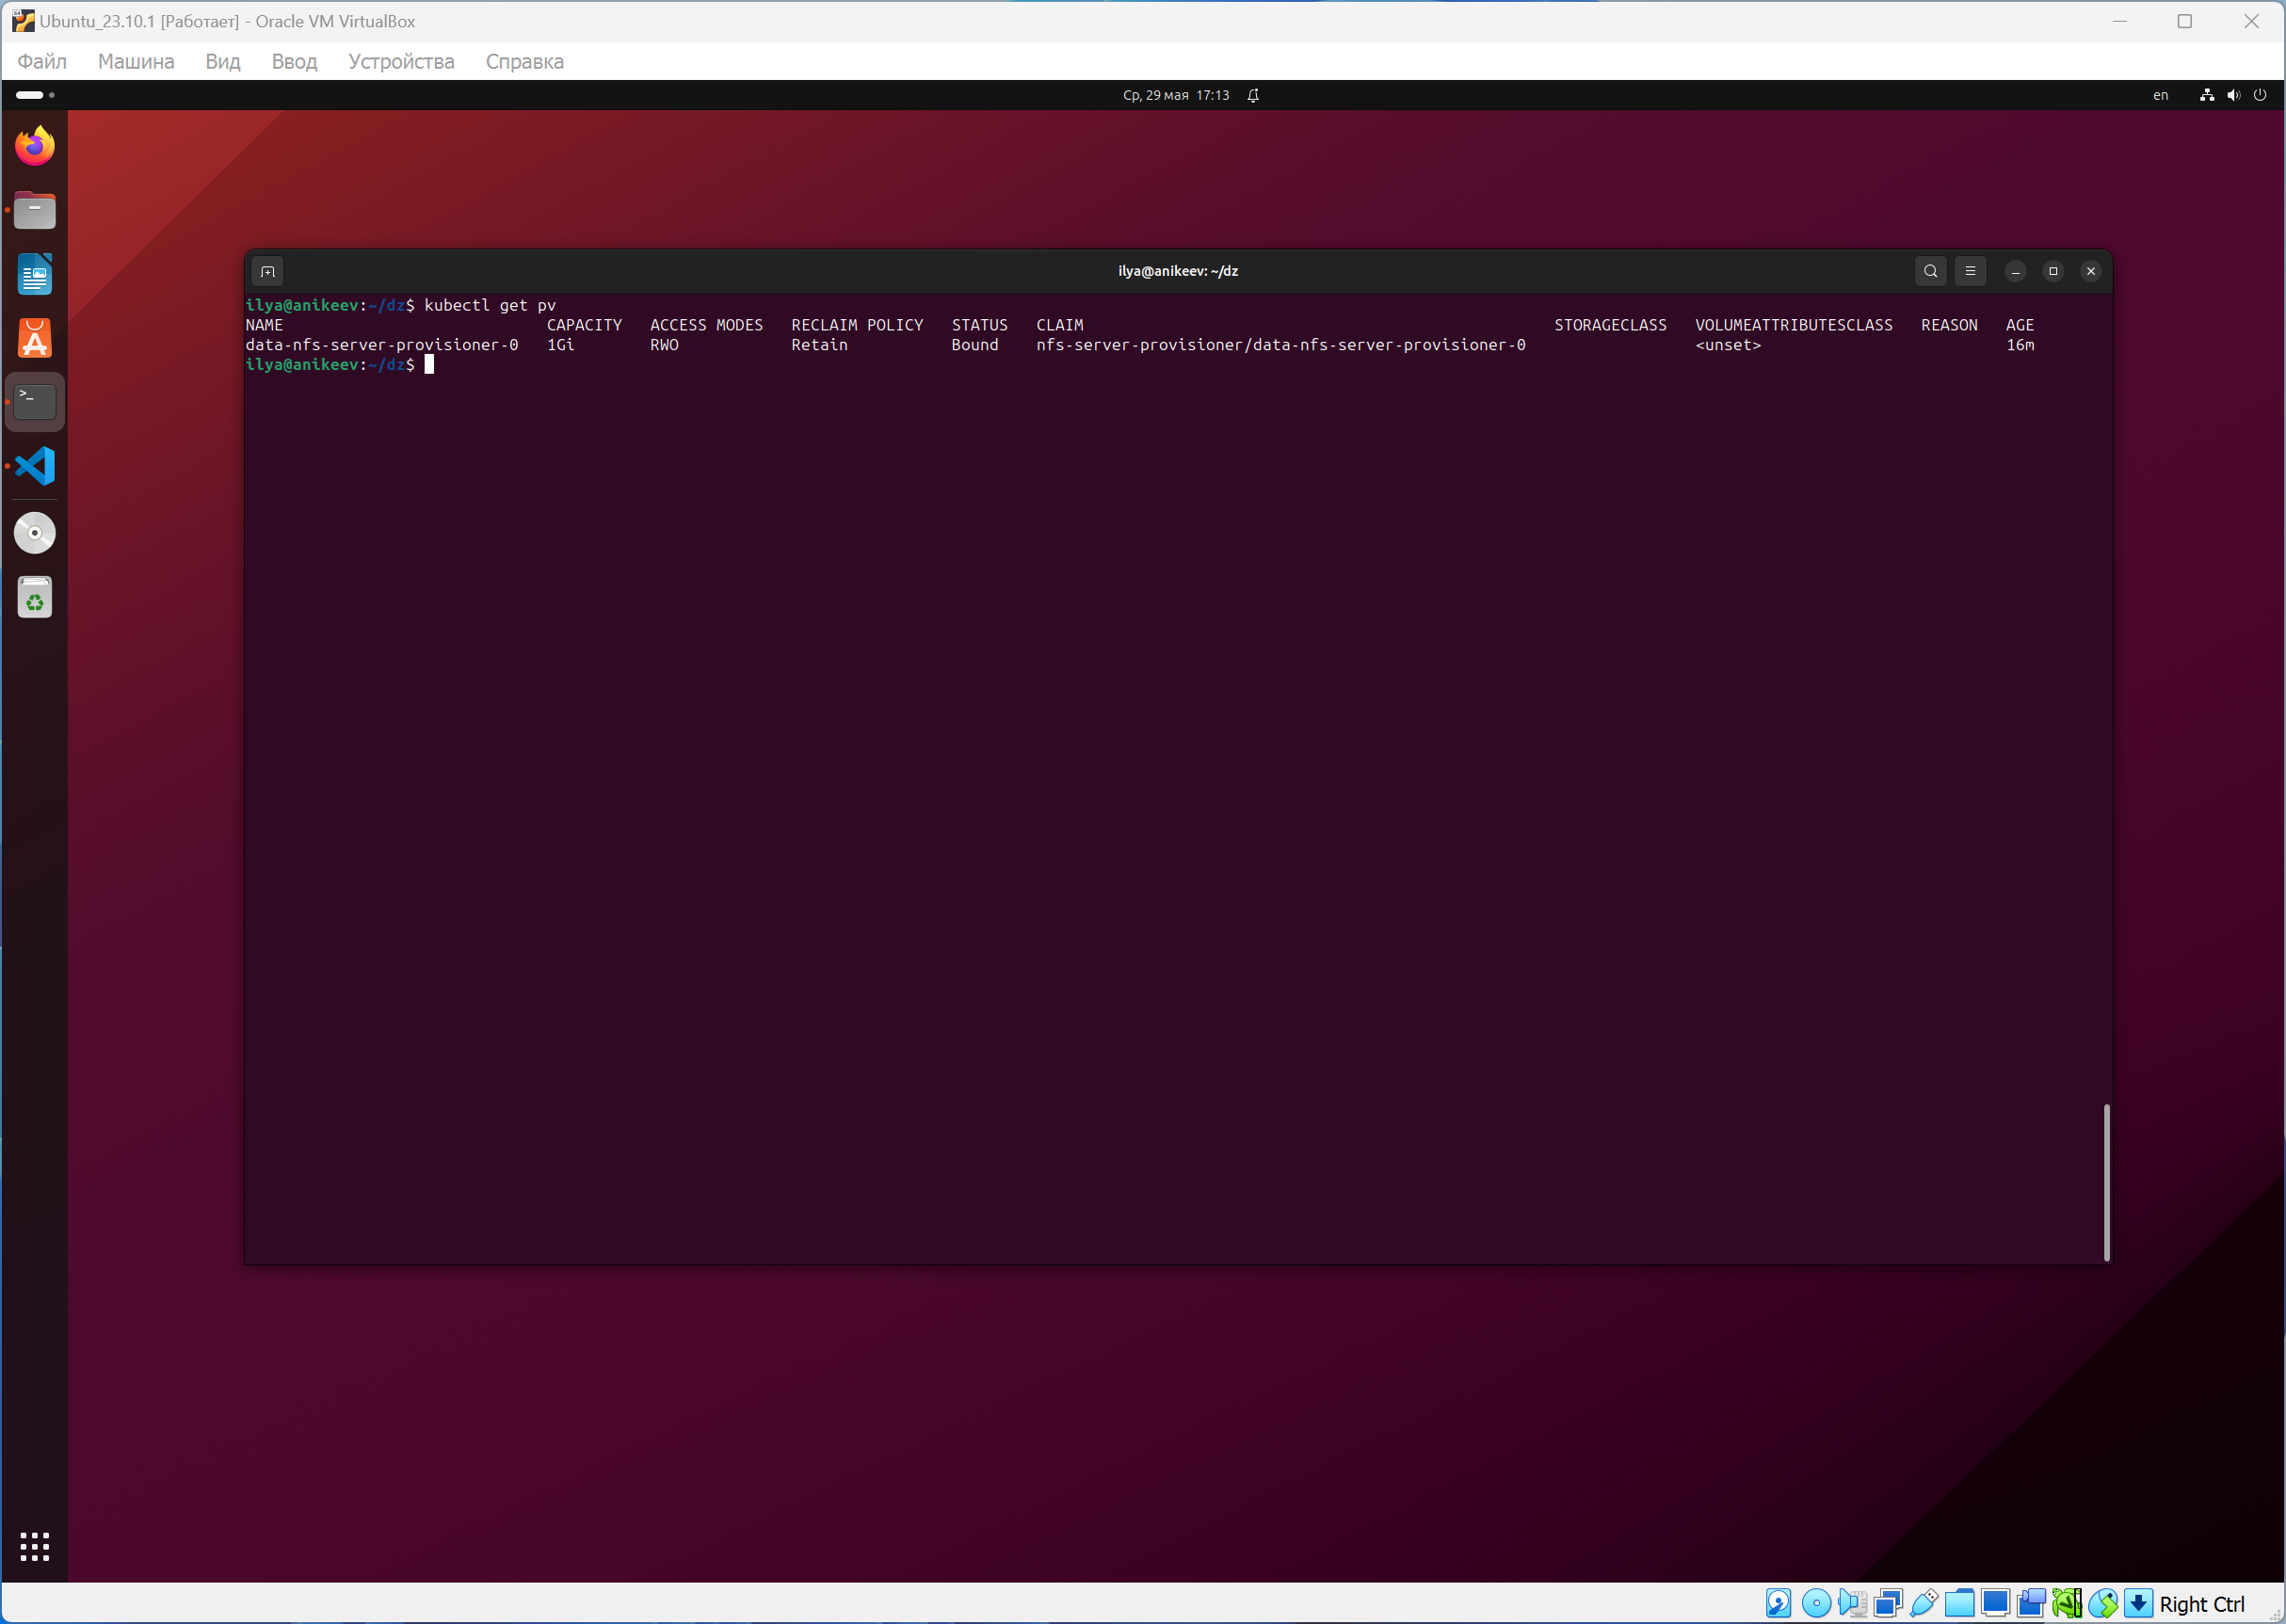 Ubuntu_23.10.1 [Работает] - Oracle VM VirtualBox
Файл Машина Вид Ввод Устройства Справка
Ср, 29 мая 17:13
en
ilya@anikeev: ~/dz
ilya@anikeev:~/dz$ kubectl get pv
NAME CAPACITY ACCESS MODES RECLAIM POLICY STATUS CLAIM STORAGECLASS VOLUMEATTRIBUTESCLASS REASON AGE
data-nfs-server-provisioner-0 1Gi RWO Retain Bound nfs-server-provisioner/data-nfs-server-provisioner-0 <unset> 16m
ilya@anikeev:~/dz$
Right Ctrl